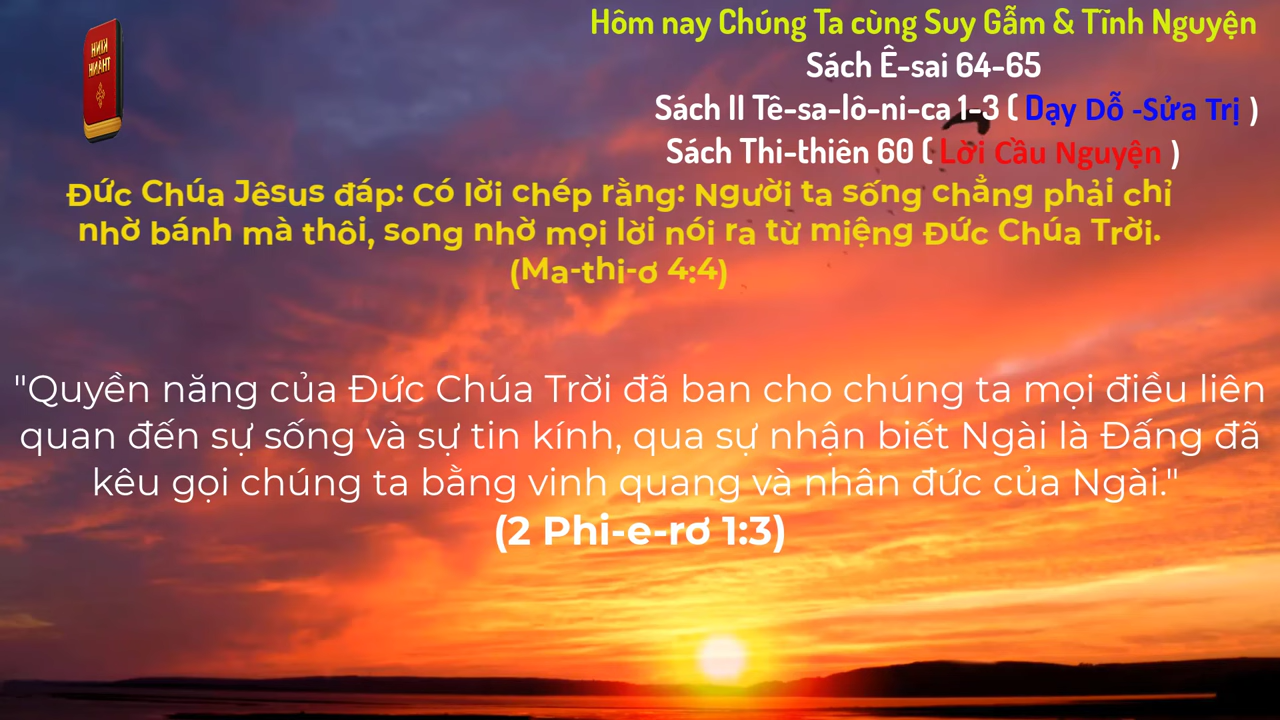 KINH
THÁNH
Hôm nay Chúng Ta cùng Suy Gẫm & Tĩnh Nguyện
Sách Ê-sai 64-65
Sách II Tê-sa-lô-ni-ca 1-3 ( Dạy Dỗ -Sửa Trị )
Sách Thi-thiên 60 ( Lời Cầu Nguyện )
Đức Chúa Jêsus đáp: Có lời chép rằng: Người ta sống chẳng phải chỉ
nhờ bánh mà thôi, song nhờ mọi lời nói ra từ miệng Đức Chúa Trời.
(Ma-thi-ơ 4:4)
"Quyền năng của Đức Chúa Trời đã ban cho chúng ta mọi điều liên
quan đến sự sống và sự tin kính, qua sự nhận biết Ngài là Đấng đã
kêu gọi chúng ta bằng vinh quang và nhân đức của Ngài."
(2 Phi-e-rơ 1:3)